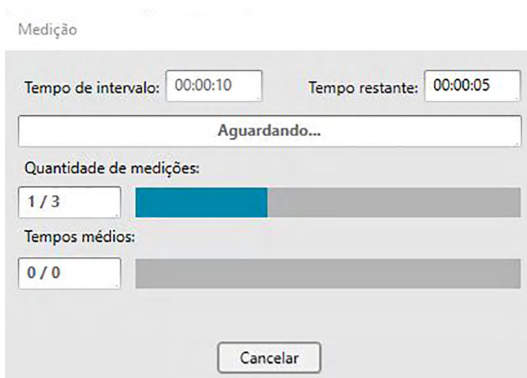 Medição
Tempo de intervalo: 00:00:10 Tempo restante: 00:00:05
Aguardando...
Quantidade de medições:
1 / 3
Tempos médios:
0 / 0
Cancelar